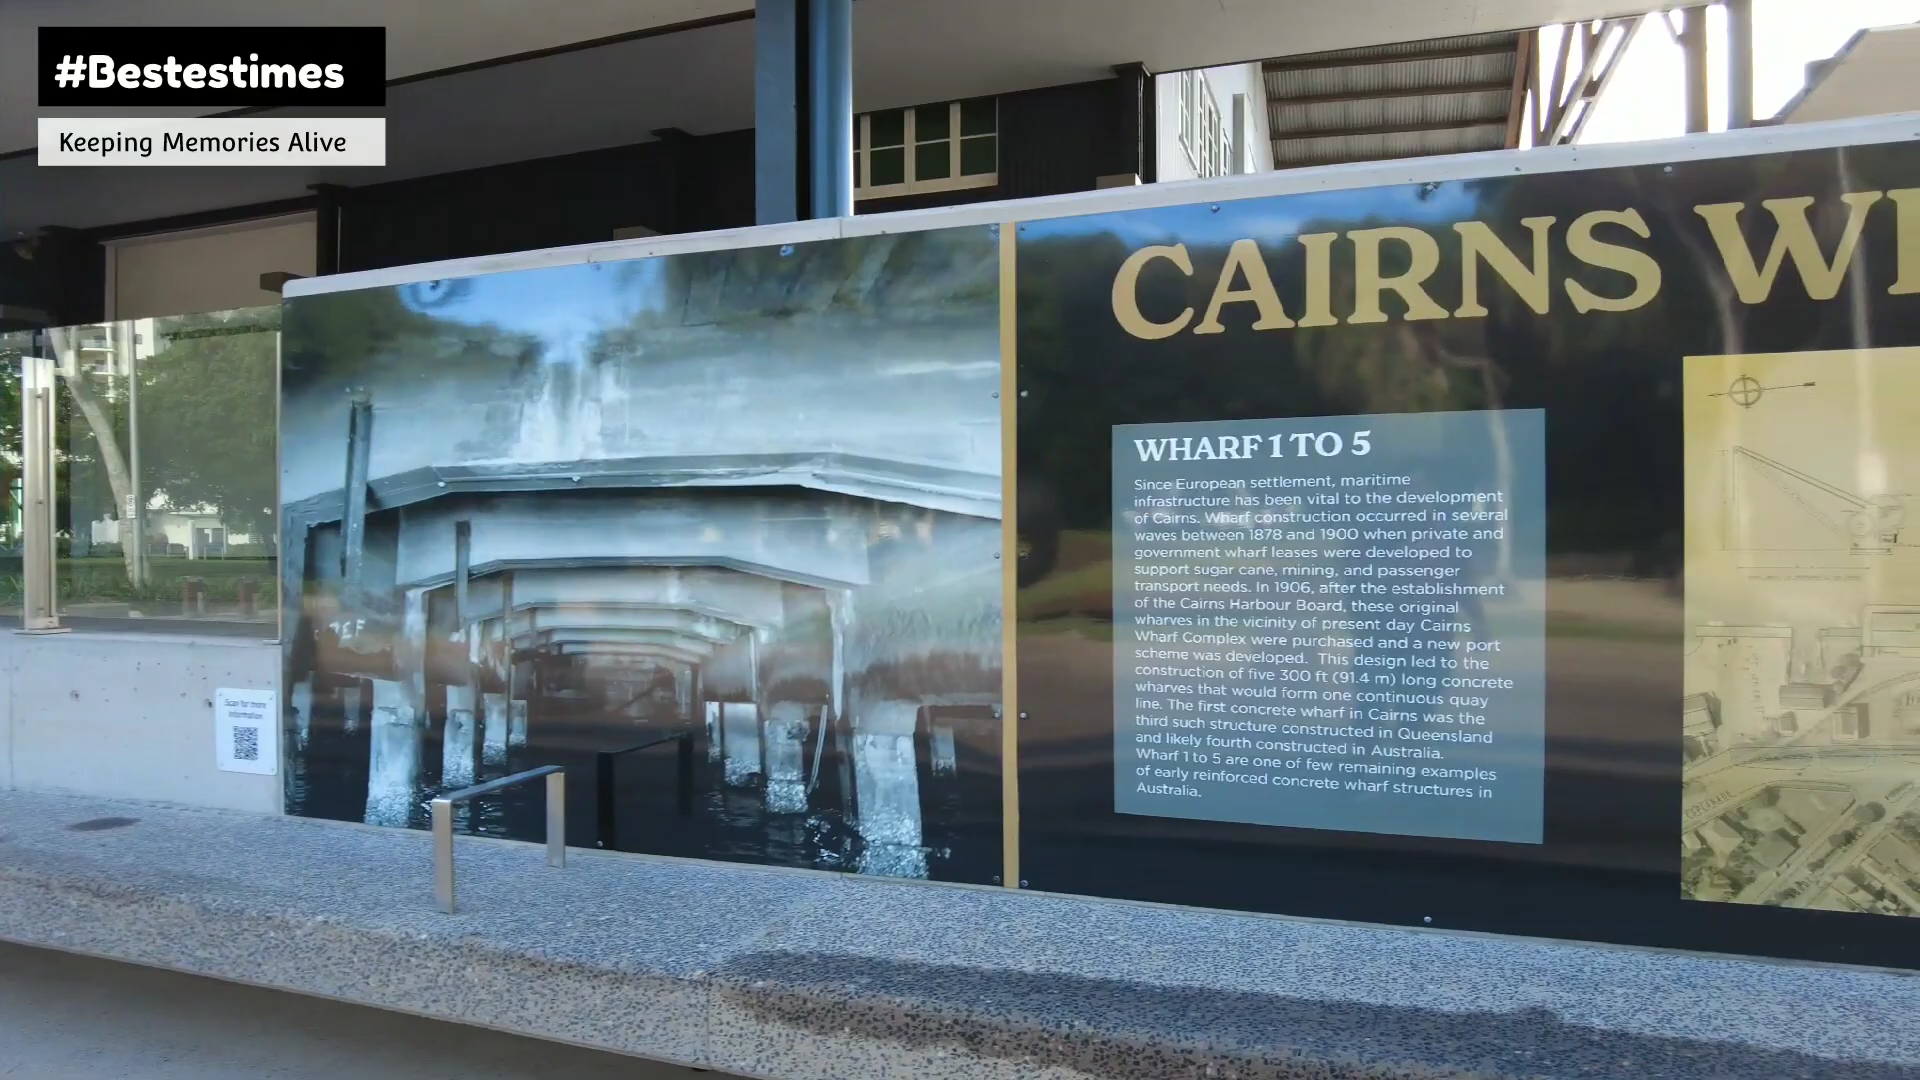 #Bestestimes
Keeping Memories Alive
CAIRNS
WHARF 1 TO 5
Since European settlement, maritime
infrastructure has been vital to the development
of Cairns. Wharf construction occurred in several
waves between 1878 and 1900 when private and
government wharf leases were developed to
support sugar cane, mining, and passenger
transport needs. In 1906, after the establishment
of the Cairns Harbour Board, these original
wharves in the vicinity of present day Cairns
Wharf Complex were purchased and a new port
scheme was developed. This design led to the
construction of five 300 ft (91.4 m) long concrete
wharves that would form one continuous quay
line. The first concrete wharf in Cairns was the
third such structure constructed in Queensland
and likely fourth constructed in Australia.
Wharf 1 to 5 are one of few remaining examples
of early reinforced concrete wharf structures in
Australia.
Scan for more
information
ESPLANADE